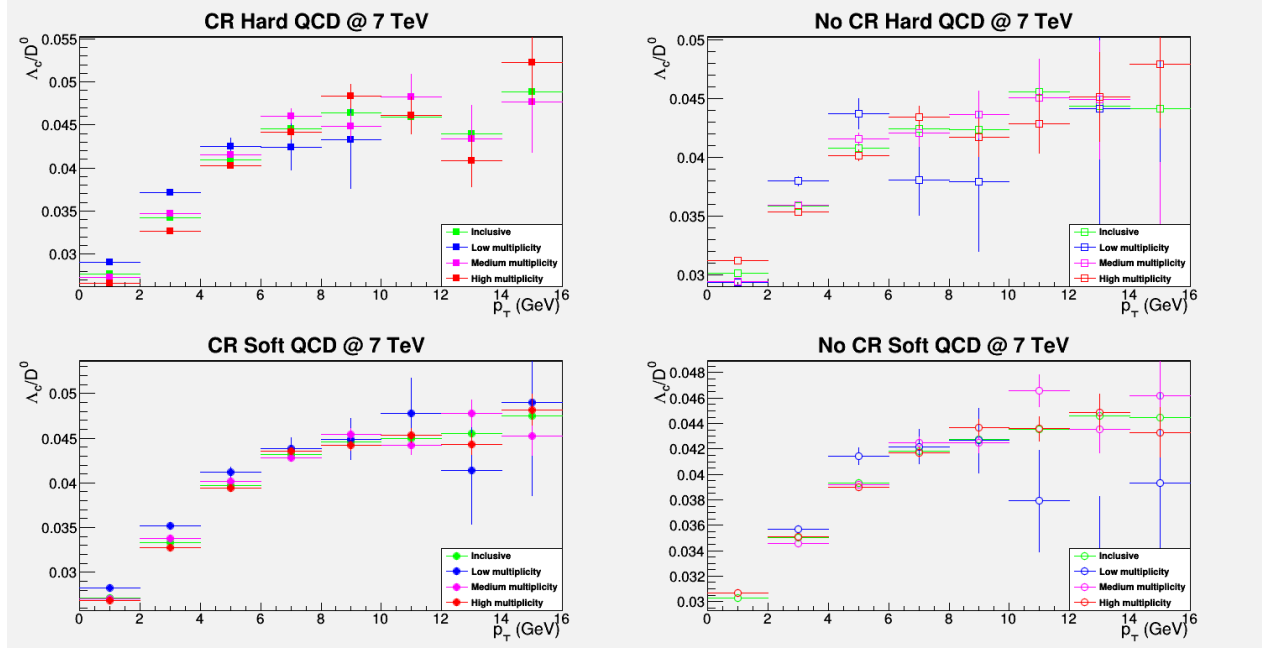 CR Hard QCD @ 7 TeV
Λc/D⁰
0.055
0.05
0.045
0.04
0.035
0.03
Inclusive
Low multiplicity
Medium multiplicity
High multiplicity
0 2 4 6 8 10 12 14 16
pT (GeV)
No CR Hard QCD @ 7 TeV
Λc/D⁰
0.05
0.045
0.04
0.035
0.03
Inclusive
Low multiplicity
Medium multiplicity
High multiplicity
0 2 4 6 8 10 12 14 16
pT (GeV)
CR Soft QCD @ 7 TeV
Λc/D⁰
0.05
0.045
0.04
0.035
0.03
Inclusive
Low multiplicity
Medium multiplicity
High multiplicity
0 2 4 6 8 10 12 14 16
pT (GeV)
No CR Soft QCD @ 7 TeV
Λc/D⁰
0.048
0.046
0.044
0.042
0.04
0.038
0.036
0.034
0.032
0.03
Inclusive
Low multiplicity
Medium multiplicity
High multiplicity
0 2 4 6 8 10 12 14 16
pT (GeV)